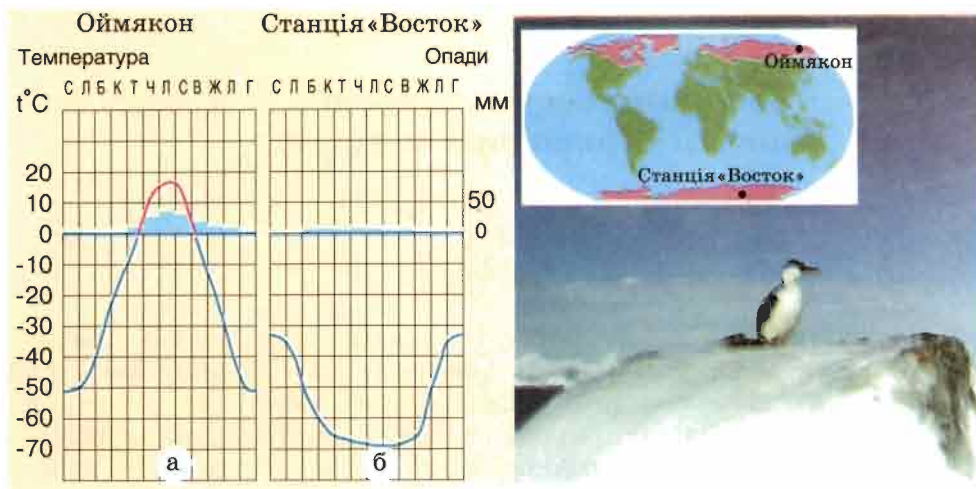 Оймякон
Станція «Восток»
Температура
Опади
С Л Б К Т Ч Л С В Ж Л Г
С Л Б К Т Ч Л С В Ж Л Г
t°C
мм
20
10
0
-10
-20
-30
-40
-50
-60
-70
50
0
а
б
Оймякон
Станція «Восток»